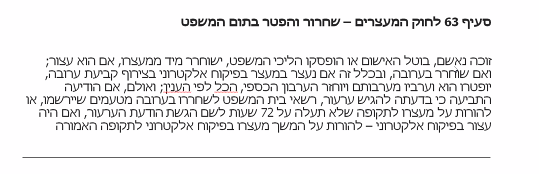 סעיף 63 לחוק המעצרים – שחרור והפטר בתום המשפט
זוכה נאשם, בוטל האישום או הופסקו הליכי המשפט, ישוחרר מיד ממעצרו, אם הוא עצור;
ואם שוחרר בערובה, ובכלל זה אם נעצר במעצר בפיקוח אלקטרוני בצירוף קביעת ערובה,
יופטרו הוא וערביו מערבותם ויוחזר הערבון הכספי, הכל לפי הענין; ואולם, אם הודיעה
התביעה כי בדעתה להגיש ערעור, רשאי בית המשפט לשחררו בערובה מטעמים שיירשמו, או
להורות על מעצרו לתקופה שלא תעלה על 72 שעות לשם הגשת הודעת הערעור, ואם היה
עצור בפיקוח אלקטרוני – להורות על המשך מעצרו בפיקוח אלקטרוני לתקופה האמורה